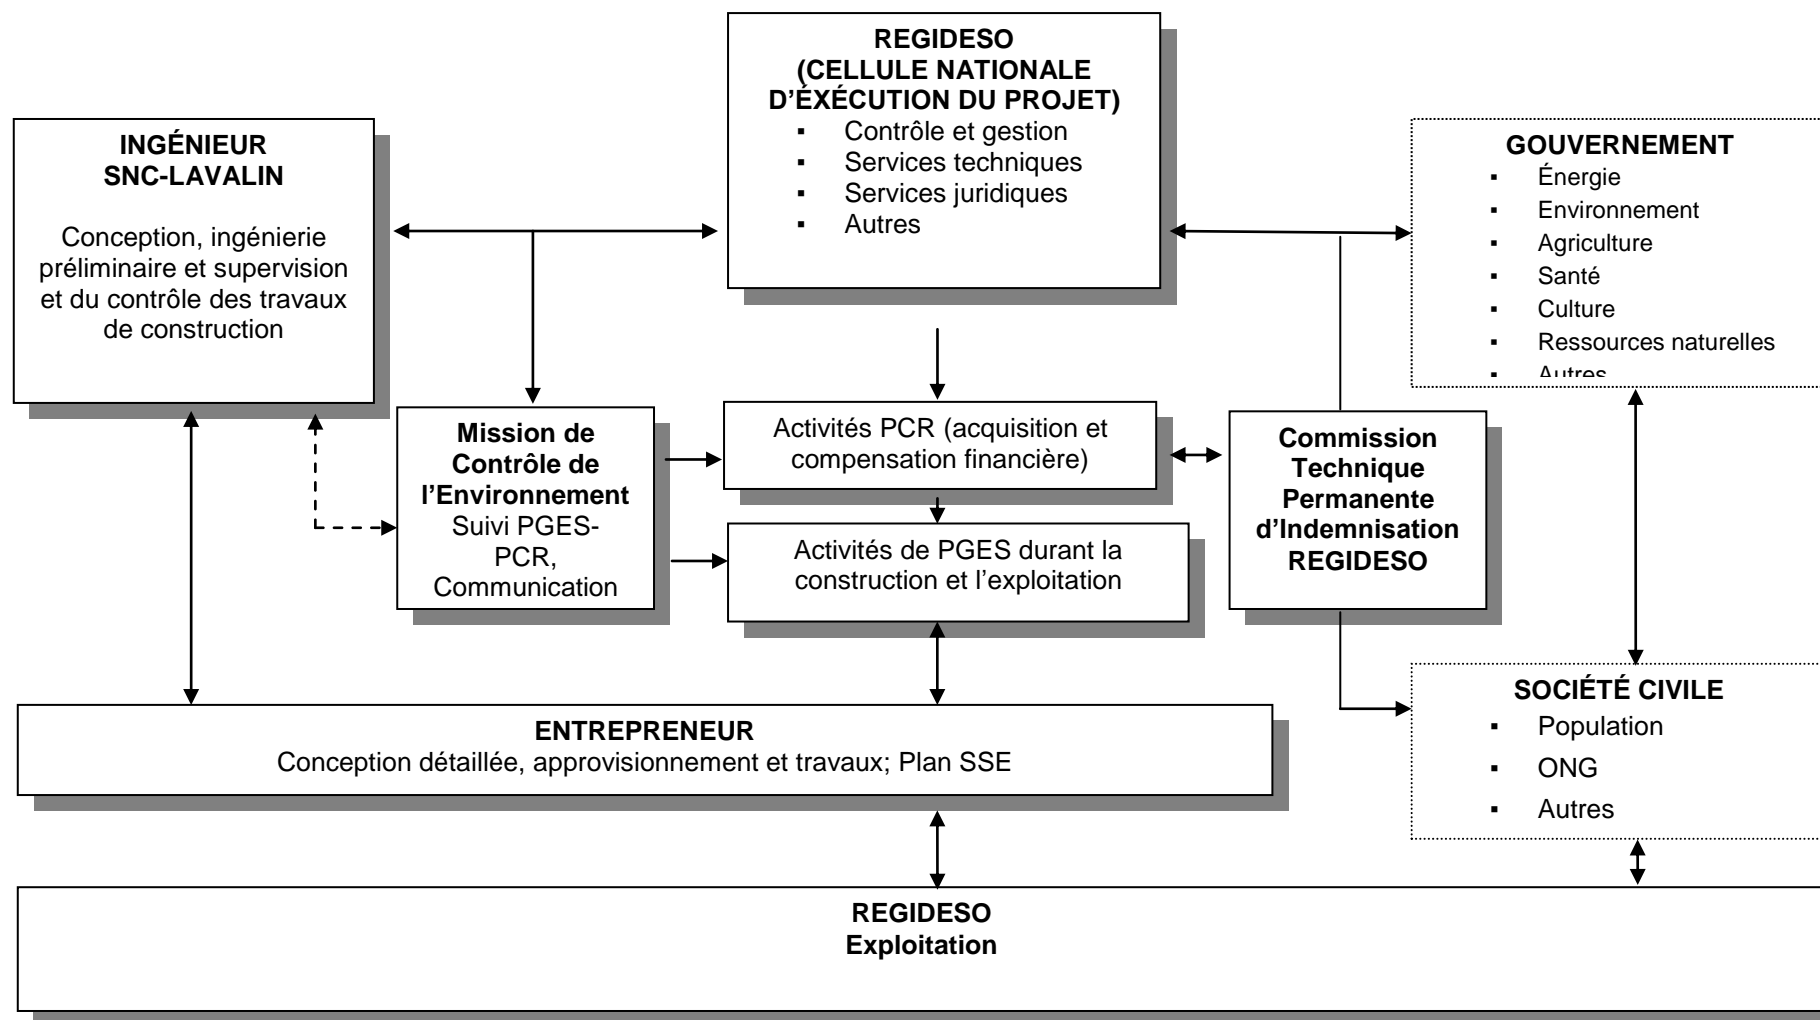 REGIDESO
(CELLULE NATIONALE
D’ÉXÉCUTION DU PROJET)
▪ Contrôle et gestion
▪ Services techniques
▪ Services juridiques
▪ Autres
INGÉNIEUR
SNC-LAVALIN
Conception, ingénierie
préliminaire et supervision
et du contrôle des travaux
de construction
GOUVERNEMENT
▪ Énergie
▪ Environnement
▪ Agriculture
▪ Santé
▪ Culture
▪ Ressources naturelles
▪ Autres
Mission de
Contrôle de
l’Environnement
Suivi PGES-
PCR,
Communication
Activités PCR (acquisition et
compensation financière)
Activités de PGES durant la
construction et l’exploitation
Commission
Technique
Permanente
d’Indemnisation
REGIDESO
SOCIÉTÉ CIVILE
▪ Population
▪ ONG
▪ Autres
ENTREPRENEUR
Conception détaillée, approvisionnement et travaux; Plan SSE
REGIDESO
Exploitation